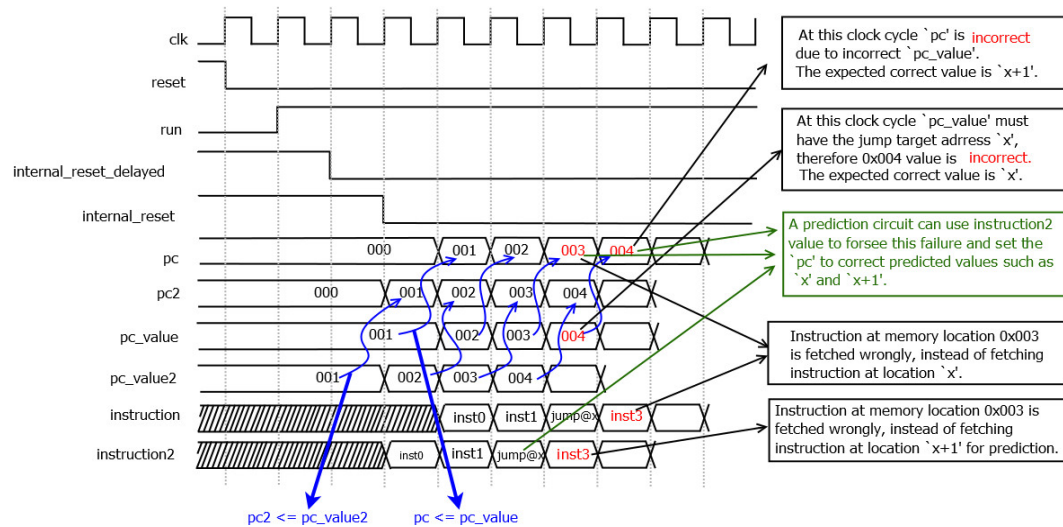 clk
reset
run
internal_reset_delayed
internal_reset
pc 000 001 002 003 004
pc2 000 001 002 003 004
pc_value 001 002 003 004
pc_value2 001 002 003 004
instruction inst0 inst1 jump@x inst3
instruction2 inst0 inst1 jump@x inst3
pc2 <= pc_value2
pc <= pc_value
At this clock cycle `pc' is incorrect
due to incorrect `pc_value'.
The expected correct value is `x+1'.
At this clock cycle `pc_value' must
have the jump target adrress `x',
therefore 0x004 value is incorrect.
The expected correct value is `x'.
A prediction circuit can use instruction2
value to forsee this failure and set the
`pc' to correct predicted values such as
`x' and `x+1'.
Instruction at memory location 0x003
is fetched wrongly, instead of fetching
instruction at location `x'.
Instruction at memory location 0x003 is
fetched wrongly, instead of fetching
instruction at location `x+1' for prediction.